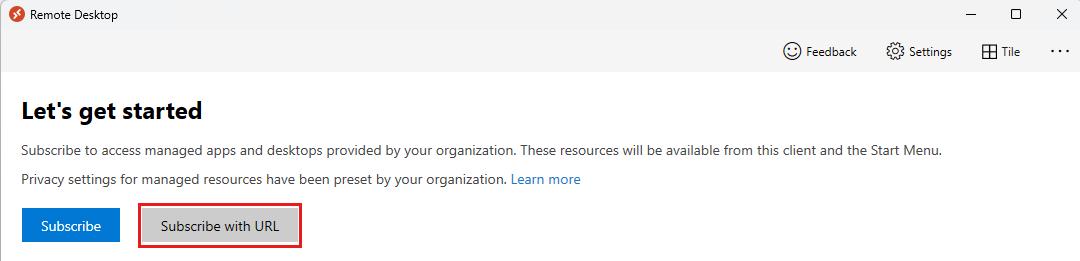 Remote Desktop
Feedback Settings Tile
Let's get started
Subscribe to access managed apps and desktops provided by your organization. These resources will be available from this client and the Start Menu.
Privacy settings for managed resources have been preset by your organization. Learn more
Subscribe Subscribe with URL